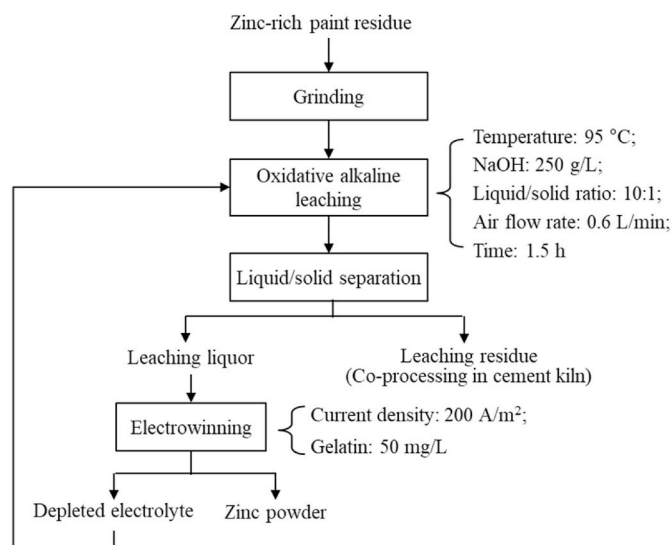 Zinc-rich paint residue
Grinding
Oxidative alkaline
leaching
Temperature: 95 °C;
NaOH: 250 g/L;
Liquid/solid ratio: 10:1;
Air flow rate: 0.6 L/min;
Time: 1.5 h
Liquid/solid separation
Leaching liquor
Leaching residue
(Co-processing in cement kiln)
Electrowinning
Current density: 200 A/m²;
Gelatin: 50 mg/L
Depleted electrolyte
Zinc powder